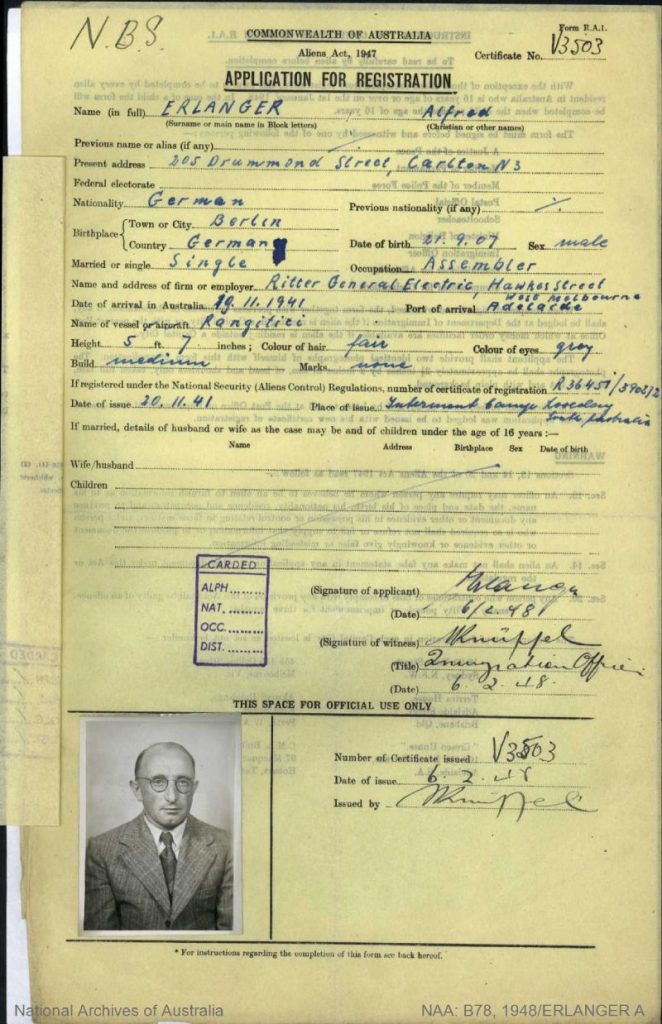 N.B.S.
COMMONWEALTH OF AUSTRALIA
Form R.A.1.
Aliens Act, 1947
Certificate No. V3503
APPLICATION FOR REGISTRATION
Name (in full) ERLANGER Alfred
(Surname or main name in Block letters) (Christian or other names)
Previous name or alias (if any)
Present address 205 Drummond Street, Carlton N3
Federal electorate
Nationality German Previous nationality (if any)
Birthplace { Town or City Berlin
Country Germany Date of birth 21.9.07 Sex male
Married or single Single Occupation Assembler
Name and address of firm or employer Ritter General Electric, Hawkes Street
West Melbourne
Date of arrival in Australia 19.11.1941 Port of arrival Adelaide
Name of vessel or aircraft Rangitiei
Height 5 ft. 7 inches; Colour of hair fair Colour of eyes grey
Build medium Marks none
If registered under the National Security (Aliens Control) Regulations, number of certificate of registration R36451/
Date of issue 20.11.41 Place of issue Internment Camp Loveday
South Australia
If married, details of husband or wife as the case may be and of children under the age of 16 years :—
Name Address Birthplace Sex Date of birth
Wife/husband
Children
CARDED
ALPH.
NAT.
OCC.
DIST.
(Signature of applicant) Erlanger
(Date) 6/2.48
(Signature of witness) Knüppel
(Title) Immigration Officer
(Date) 6.2.48.
THIS SPACE FOR OFFICIAL USE ONLY
Number of Certificate issued V3503
Date of issue 6.2.48
Issued by Knüppel
* For instructions regarding the completion of this form see back hereof.
National Archives of Australia NAA: B78, 1948/ERLANGER A